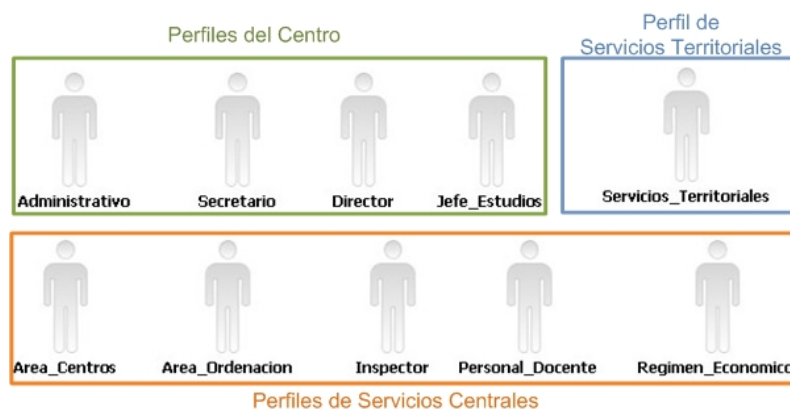 Perfiles del Centro
Perfil de
Servicios Territoriales
Administrativo
Secretario
Director
Jefe_Estudios
Servicios_Territoriales
Area_Centros
Area_Ordenacion
Inspector
Personal_Docente
Regimen_Economico
Perfiles de Servicios Centrales